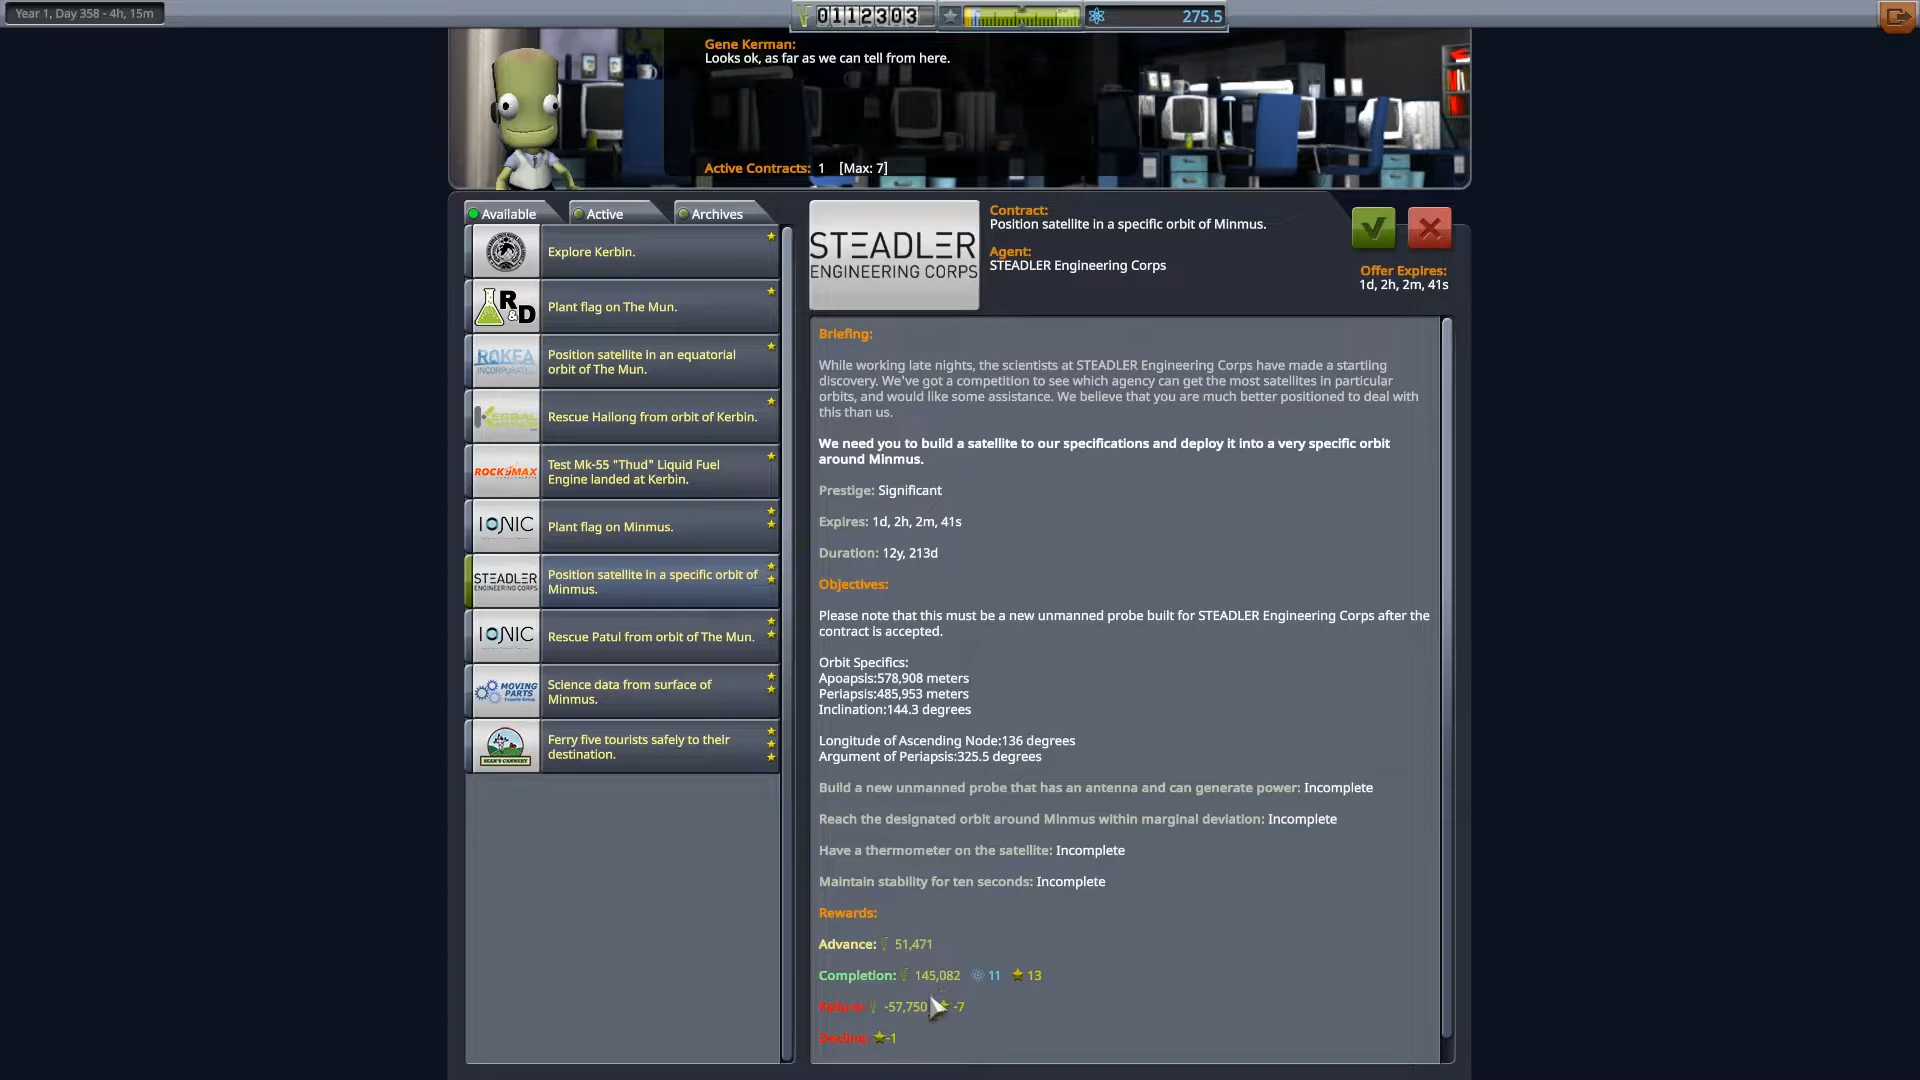 Year 1, Day 358 - 4h, 15m
0112303
275.5
Gene Kerman:
Looks ok, as far as we can tell from here.
Active Contracts: 1 [Max: 7]
Available
Active
Archives
Explore Kerbin.
R&D
Plant flag on The Mun.
ROKEA
INCORPORATED
Position satellite in an equatorial
orbit of The Mun.
KERBAL
Rescue Hailong from orbit of Kerbin.
ROCKOMAX
Test Mk-55 "Thud" Liquid Fuel
Engine landed at Kerbin.
IONIC
Plant flag on Minmus.
STEADLER
ENGINEERING CORPS
Position satellite in a specific orbit of
Minmus.
IONIC
Rescue Patul from orbit of The Mun.
MOVING
PARTS
Experts Group
Science data from surface of
Minmus.
SEAN'S CANNERY
Ferry five tourists safely to their
destination.
STEADLER
ENGINEERING CORPS
Contract:
Position satellite in a specific orbit of Minmus.
Agent:
STEADLER Engineering Corps
Offer Expires:
1d, 2h, 2m, 41s
Briefing:
While working late nights, the scientists at STEADLER Engineering Corps have made a startling
discovery. We've got a competition to see which agency can get the most satellites in particular
orbits, and would like some assistance. We believe that you are much better positioned to deal with
this than us.
We need you to build a satellite to our specifications and deploy it into a very specific orbit
around Minmus.
Prestige: Significant
Expires: 1d, 2h, 2m, 41s
Duration: 12y, 213d
Objectives:
Please note that this must be a new unmanned probe built for STEADLER Engineering Corps after the
contract is accepted.
Orbit Specifics:
Apoapsis:578,908 meters
Periapsis:485,953 meters
Inclination:144.3 degrees
Longitude of Ascending Node:136 degrees
Argument of Periapsis:325.5 degrees
Build a new unmanned probe that has an antenna and can generate power: Incomplete
Reach the designated orbit around Minmus within marginal deviation: Incomplete
Have a thermometer on the satellite: Incomplete
Maintain stability for ten seconds: Incomplete
Rewards:
Advance: 51,471
Completion: 145,082 11 13
Failure: -57,750 -7
Decline: -1